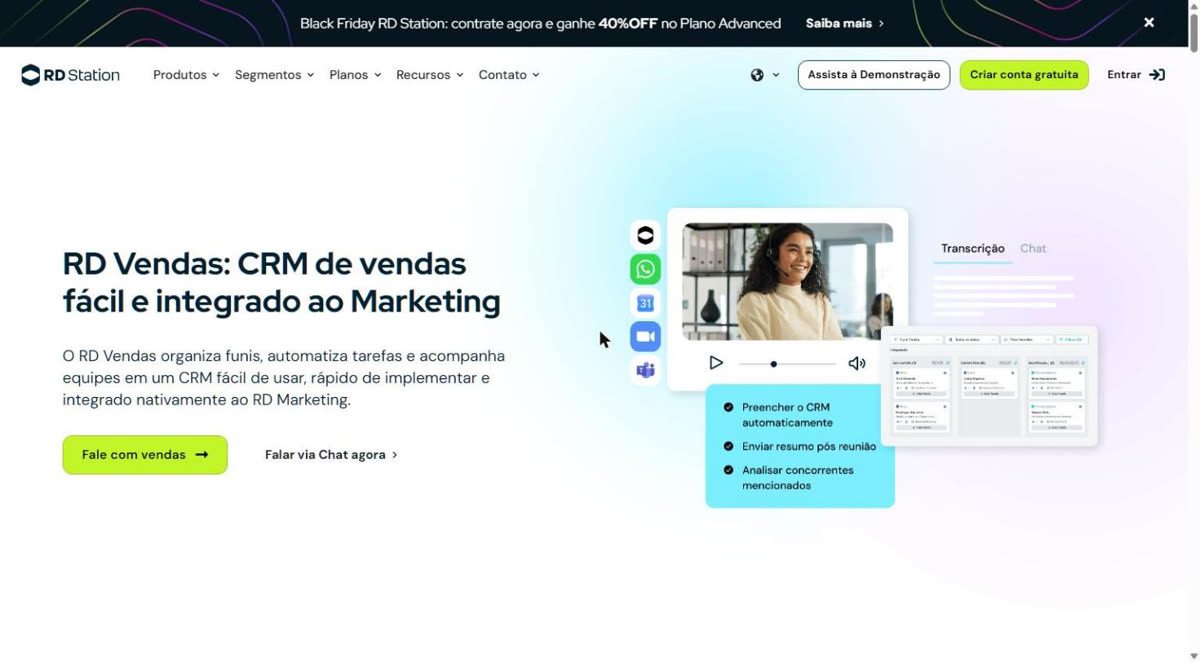 Black Friday RD Station: contrate agora e ganhe 40%OFF no Plano Advanced Saiba mais
RD Station Produtos Segmentos Planos Recursos Contato Assista à Demonstração Criar conta gratuita Entrar
RD Vendas: CRM de vendas
fácil e integrado ao Marketing
O RD Vendas organiza funis, automatiza tarefas e acompanha
equipes em um CRM fácil de usar, rápido de implementar e
integrado nativamente ao RD Marketing.
Fale com vendas Falar via Chat agora
31
Transcrição Chat
Preencher o CRM
automaticamente
Enviar resumo pós reunião
Analisar concorrentes
mencionados